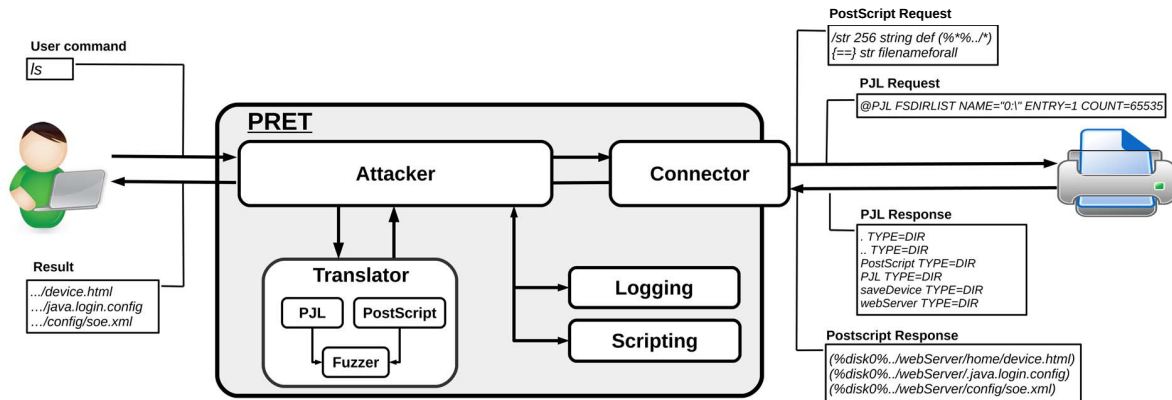 User command
ls
PRET
Attacker
Connector
Translator
PJL
PostScript
Fuzzer
Logging
Scripting
Result
.../device.html
.../java.login.config
.../config/soe.xml
PostScript Request
/str 256 string def (%*%../*)
{==} str filenameforall
PJL Request
@PJL FSDIRLIST NAME="0:\" ENTRY=1 COUNT=65535
PJL Response
. TYPE=DIR
.. TYPE=DIR
PostScript TYPE=DIR
PJL TYPE=DIR
saveDevice TYPE=DIR
webServer TYPE=DIR
Postscript Response
(%disk0%../webServer/home/device.html)
(%disk0%../webServer/.java.login.config)
(%disk0%../webServer/config/soe.xml)